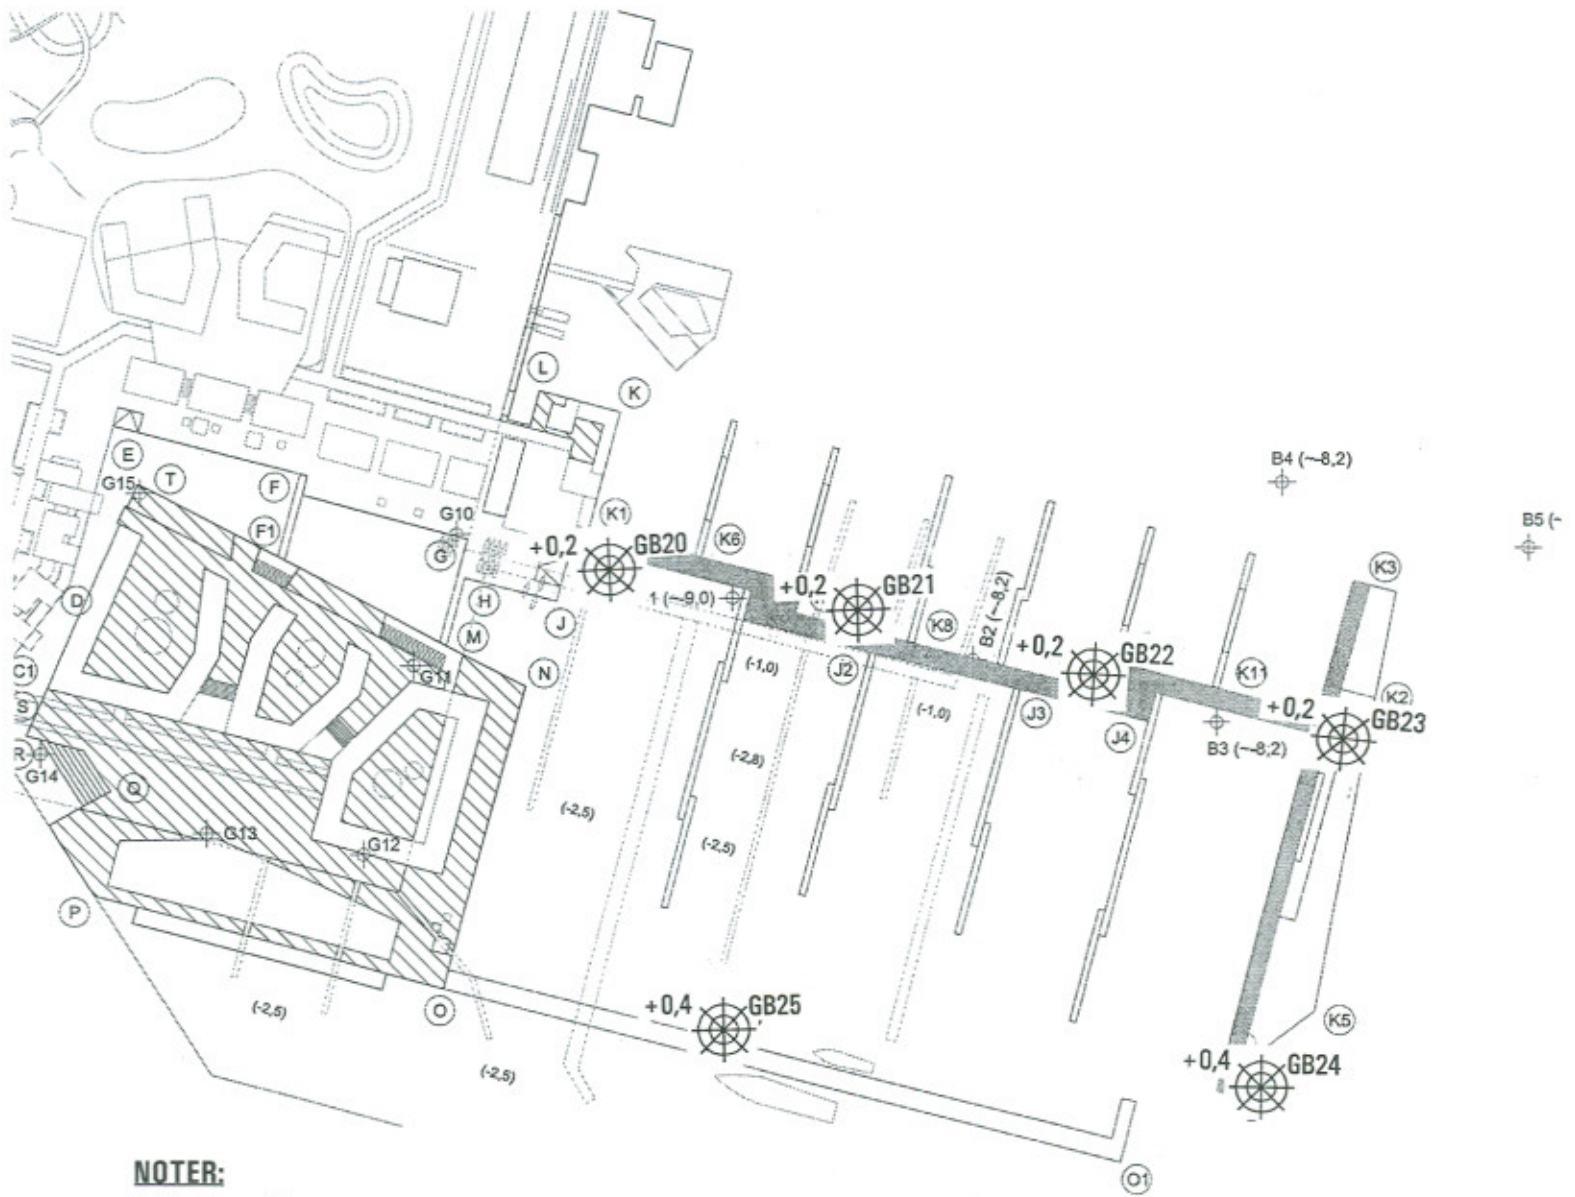 L
K
B4 (~-8,2)
E
T
F
G15
K1
G10
F1
+0,2
GB20
K6
B5 (-
G
K3
D
H
1 (~-9,0)
+0,2
GB21
J
M
K8
B2 (~-8,2)
+0,2
GB22
C1
G11
N
(-1,0)
J2
K11
K2
S
(-1,0)
J3
J4
+0,2
GB23
R
G14
B3 (~-8,2)
Q
(-2,8)
(-2,5)
G13
G12
(-2,5)
P
O
+0,4
GB25
(-2,5)
K5
(-2,5)
+0,4
GB24
O1
NOTER: